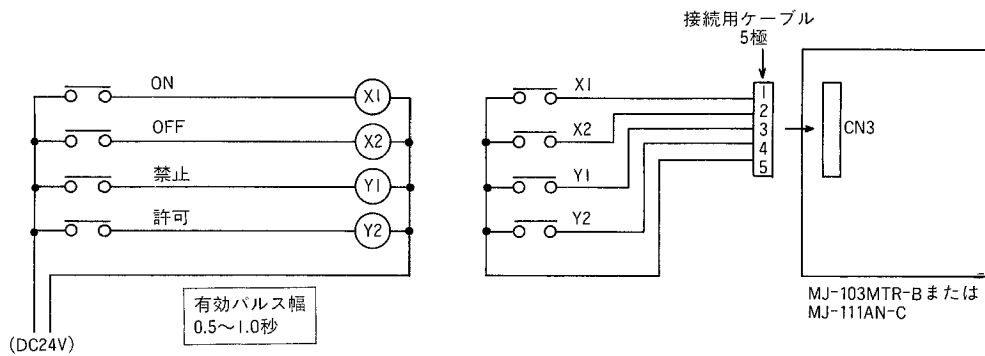 接続用ケーブル
5極
ON
X1
X1
1
OFF
X2
X2
2
3
CN3
4
禁止
Y1
Y1
5
許可
Y2
Y2
有効パルス幅
0.5～1.0秒
(DC24V)
MJ-103MTR-Bまたは
MJ-111AN-C